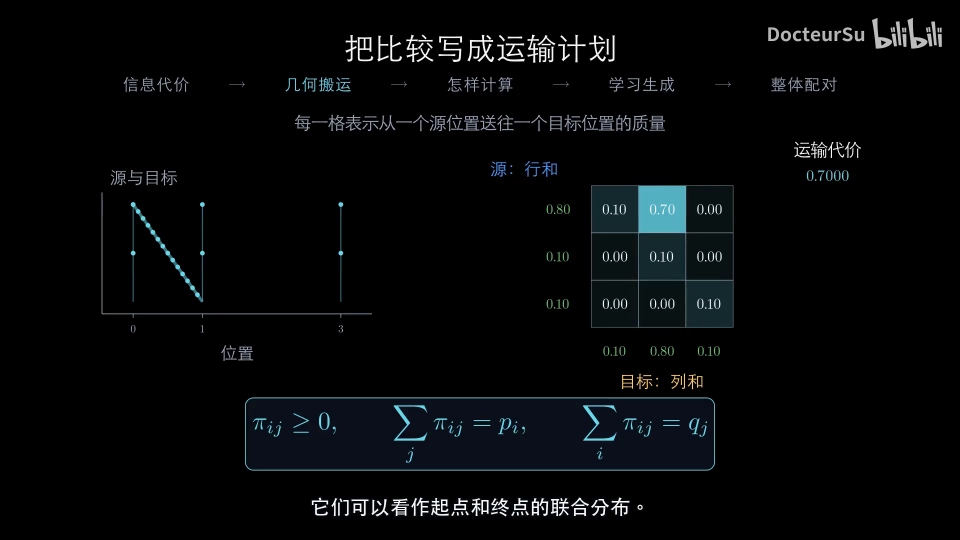 DocteurSu bilibili
把比较写成运输计划
信息代价 → 几何搬运 → 怎样计算 → 学习生成 → 整体配对
每一格表示从一个源位置送往一个目标位置的质量
运输代价
0.7000
源：行和
源与目标
0.80 0.10 0.70 0.00
0.10 0.00 0.10 0.00
0.10 0.00 0.00 0.10
0 1 3
位置
0.10 0.80 0.10
目标：列和
π_{ij} ≥ 0, ∑_j π_{ij} = p_i, ∑_i π_{ij} = q_j
它们可以看作起点和终点的联合分布。